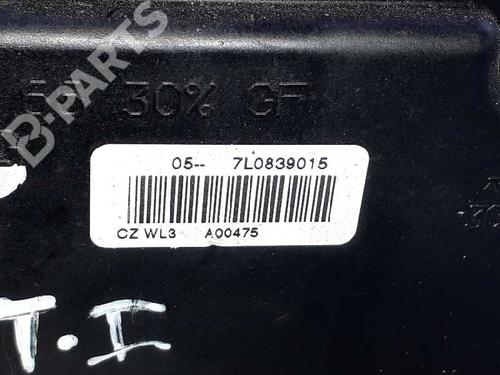 B-PARTS
30% GF
05-- 7L0839015
CZ WL3 A00475
T.I